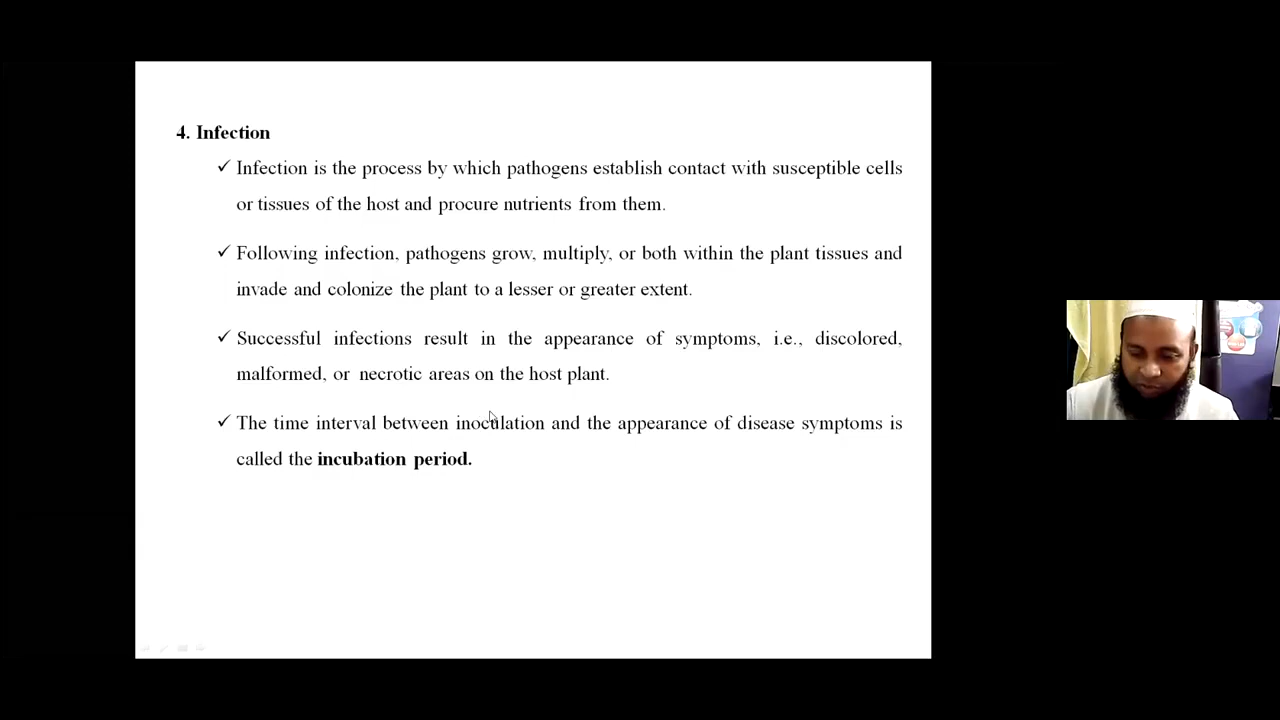 4. Infection
✓ Infection is the process by which pathogens establish contact with susceptible cells
or tissues of the host and procure nutrients from them.
✓ Following infection, pathogens grow, multiply, or both within the plant tissues and
invade and colonize the plant to a lesser or greater extent.
✓ Successful infections result in the appearance of symptoms, i.e., discolored,
malformed, or necrotic areas on the host plant.
✓ The time interval between inoculation and the appearance of disease symptoms is
called the incubation period.